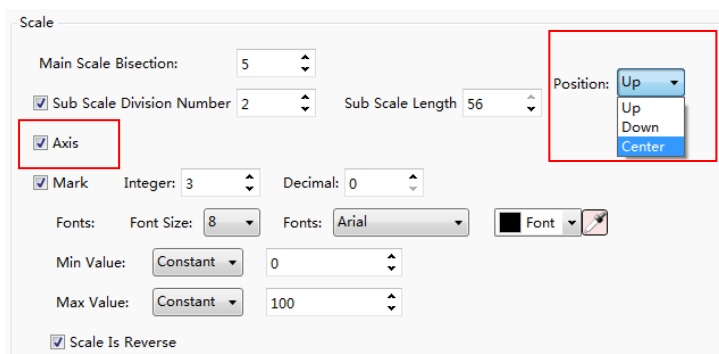 Scale
Main Scale Bisection: 5
Position: Up
Up
Down
Center
Sub Scale Division Number 2 Sub Scale Length 56
Axis
Mark Integer: 3 Decimal: 0
Fonts: Font Size: 8 Fonts: Arial Font
Min Value: Constant 0
Max Value: Constant 100
Scale Is Reverse